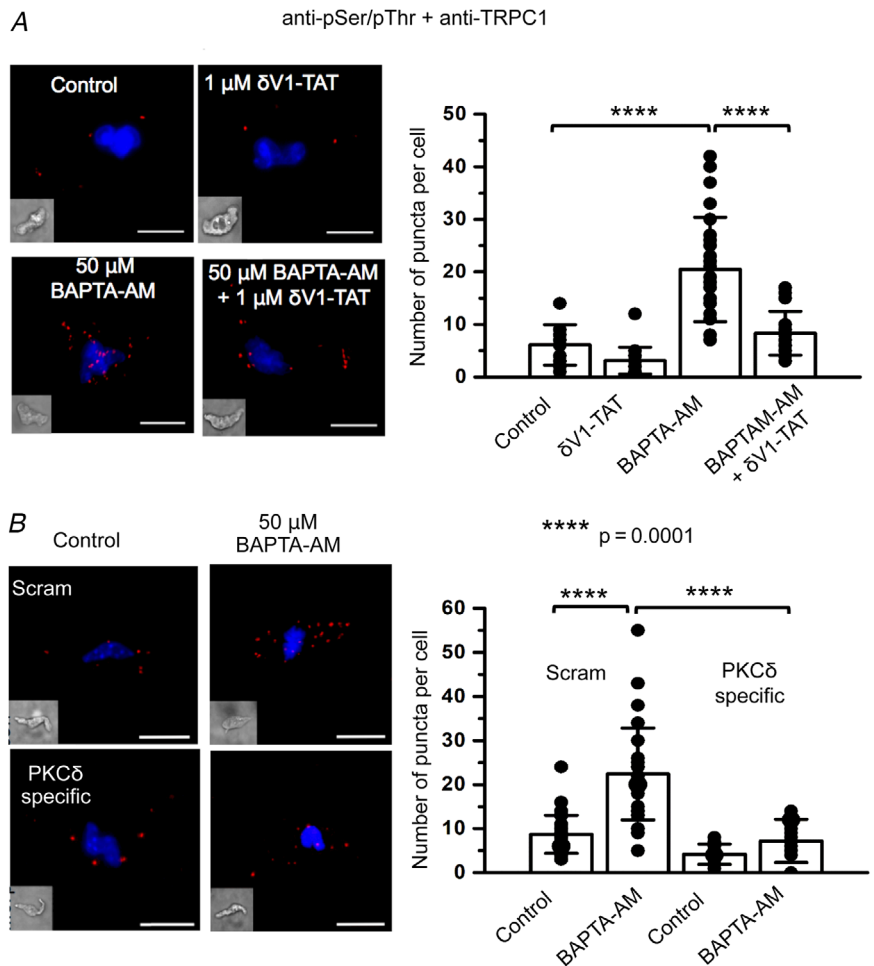 A
anti-pSer/pThr + anti-TRPC1
Control
1 µM δV1-TAT
50 µM
BAPTA-AM
50 µM BAPTA-AM
+ 1 µM δV1-TAT
Number of puncta per cell
50
40
30
20
10
0
****
****
Control
δV1-TAT
BAPTA-AM
BAPTAM-AM
+ δV1-TAT
B
Control
50 µM
BAPTA-AM
Scram
PKCδ
specific
**** p = 0.0001
Number of puncta per cell
60
50
40
30
20
10
0
****
****
Scram
PKCδ
specific
Control
BAPTA-AM
Control
BAPTA-AM